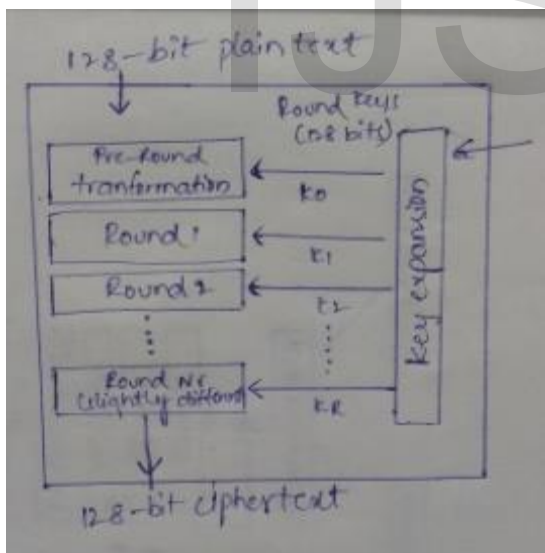 128-bit plain text
Round keys
(128 bits)
Pre-Round
tranformation
K0
Round 1
K1
Round 2
K2
Key expansion
Round Nr
(slightly different)
KR
128-bit ciphertext